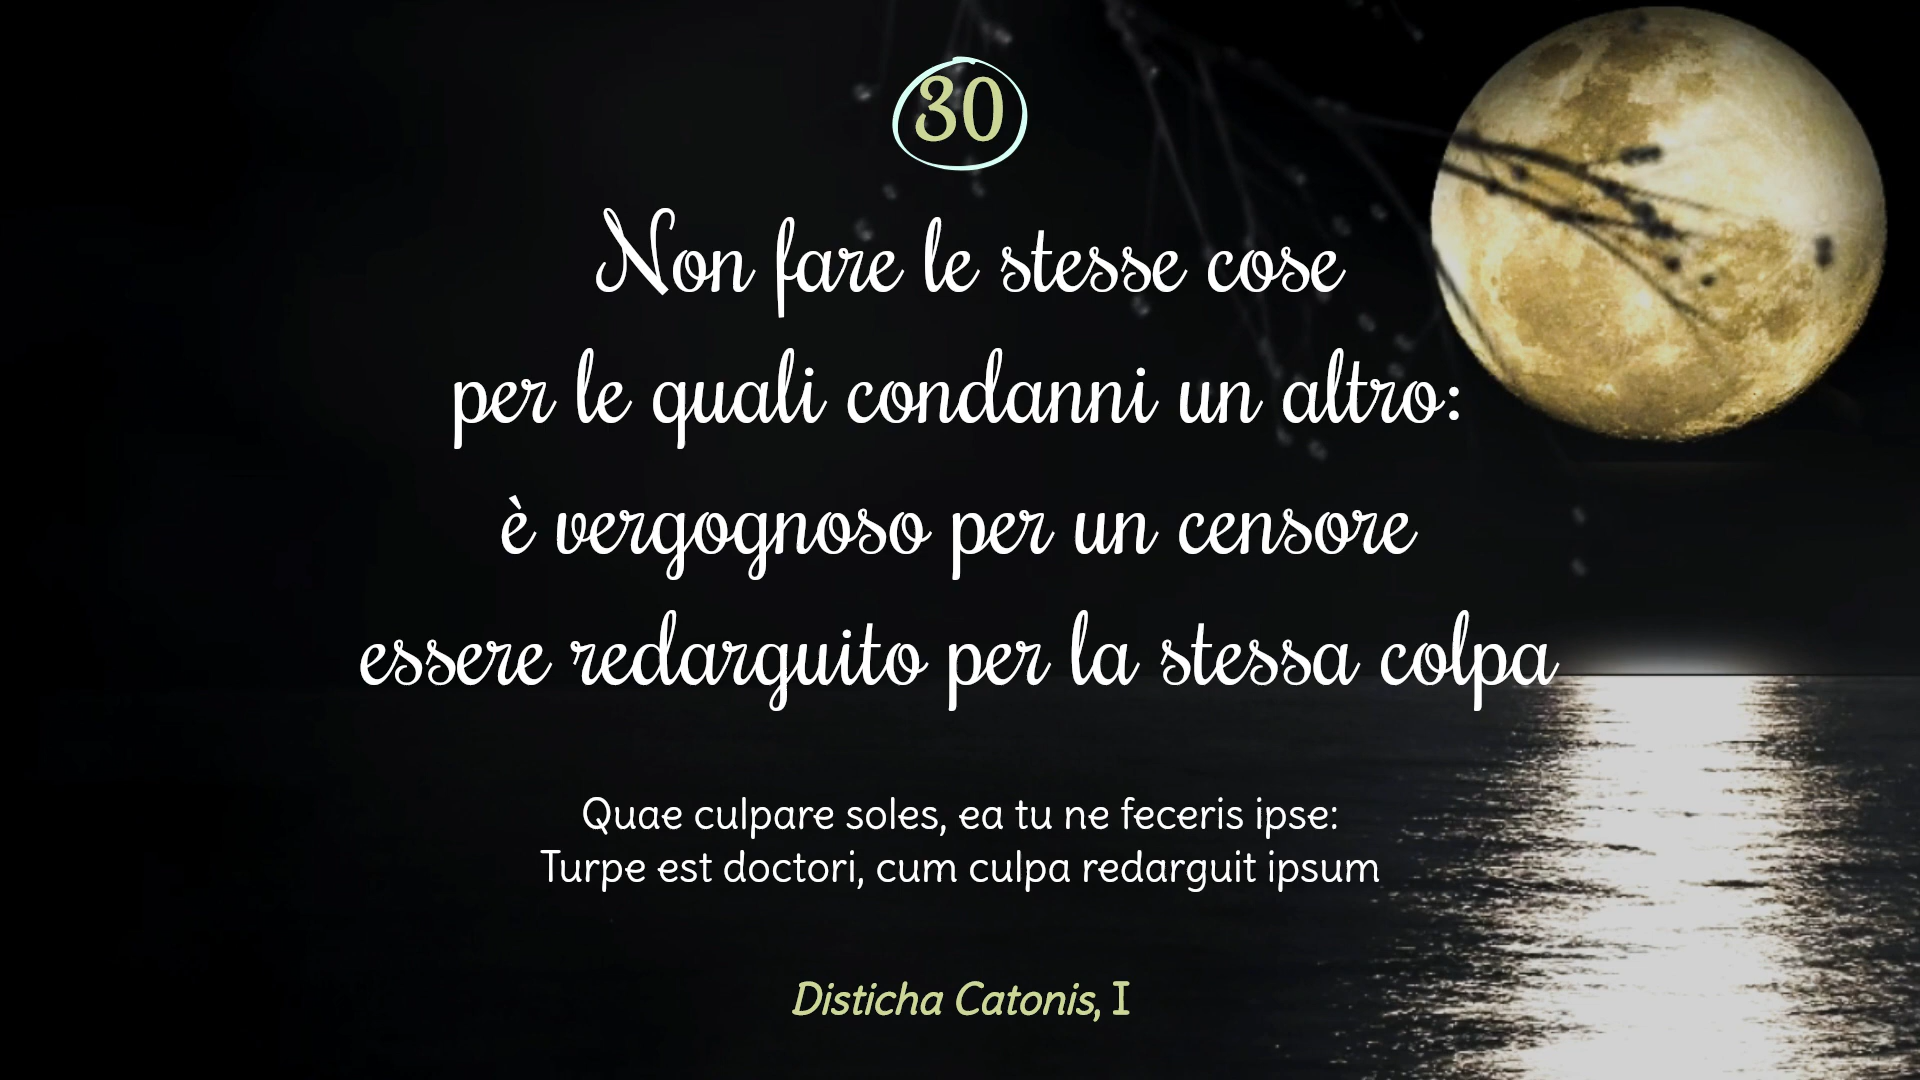 30
Non fare le stesse cose
per le quali condanni un altro:
è vergognoso per un censore
essere redarguito per la stessa colpa
Quae culpare soles, ea tu ne feceris ipse:
Turpe est doctori, cum culpa redarguit ipsum
Disticha Catonis, I